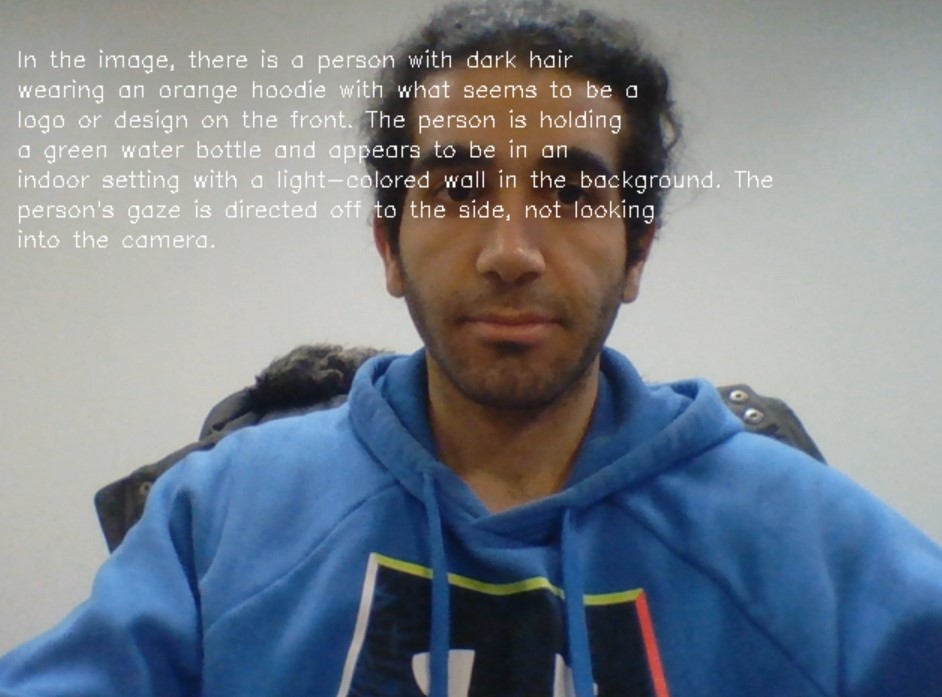 In the image, there is a person with dark hair
wearing an orange hoodie with what seems to be a
logo or design on the front. The person is holding
a green water bottle and appears to be in an
indoor setting with a light-colored wall in the background. The
person's gaze is directed off to the side, not looking
into the camera.